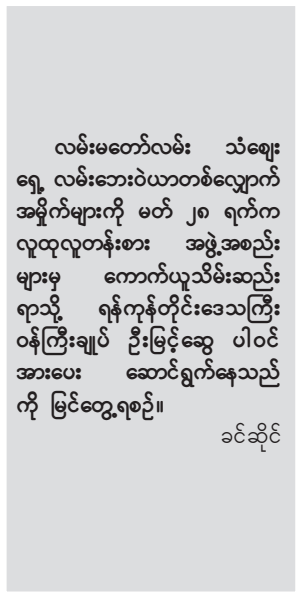 လမ်းမတော်လမ်း သံဈေး
ရှေ့ လမ်းဘေးဝဲယာတစ်လျှောက်
အမှိုက်များကို မတ် ၂၈ ရက်က
လူထုလူတန်းစား အဖွဲ့အစည်း
များမှ ကောက်ယူသိမ်းဆည်း
ရာသို့ ရန်ကုန်တိုင်းဒေသကြီး
ဝန်ကြီးချုပ် ဦးမြင့်ဆွေ ပါဝင်
အားပေး ဆောင်ရွက်နေသည်
ကို မြင်တွေ့ရစဉ်။
ခင်ဆိုင်